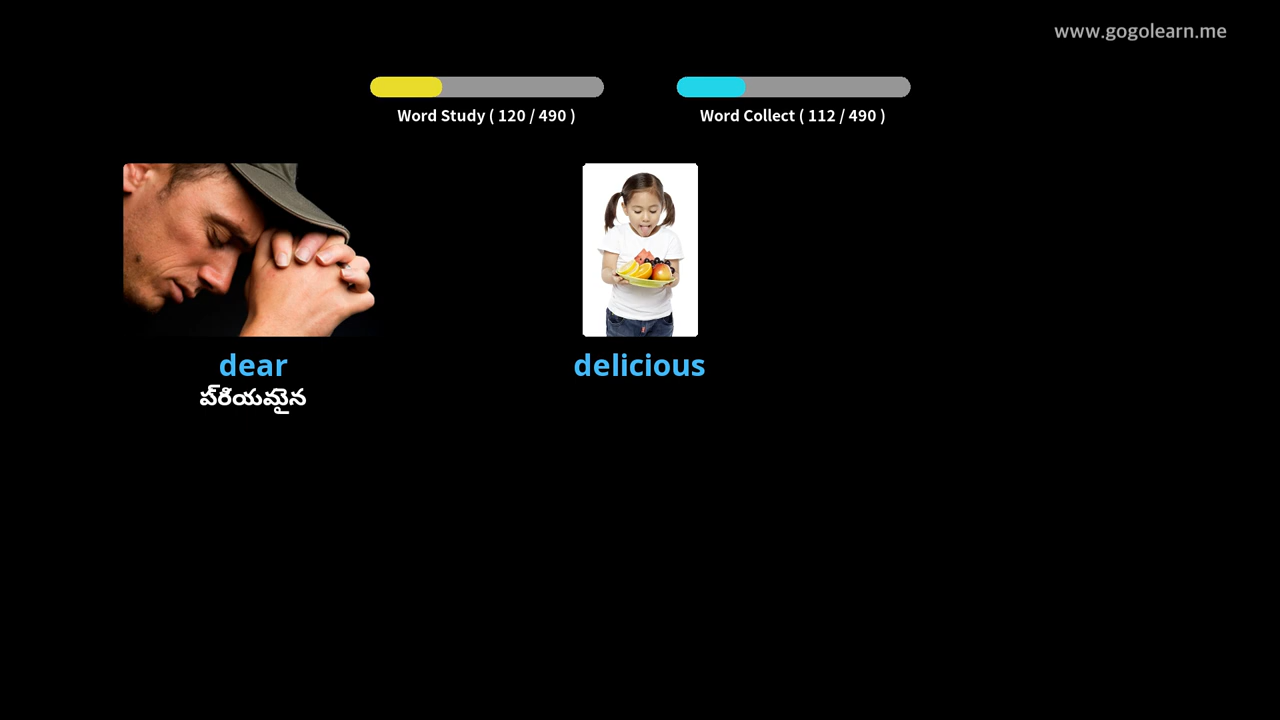 www.gogolearn.me
Word Study ( 120 / 490 )
Word Collect ( 112 / 490 )
dear
ప్రియమైన
delicious